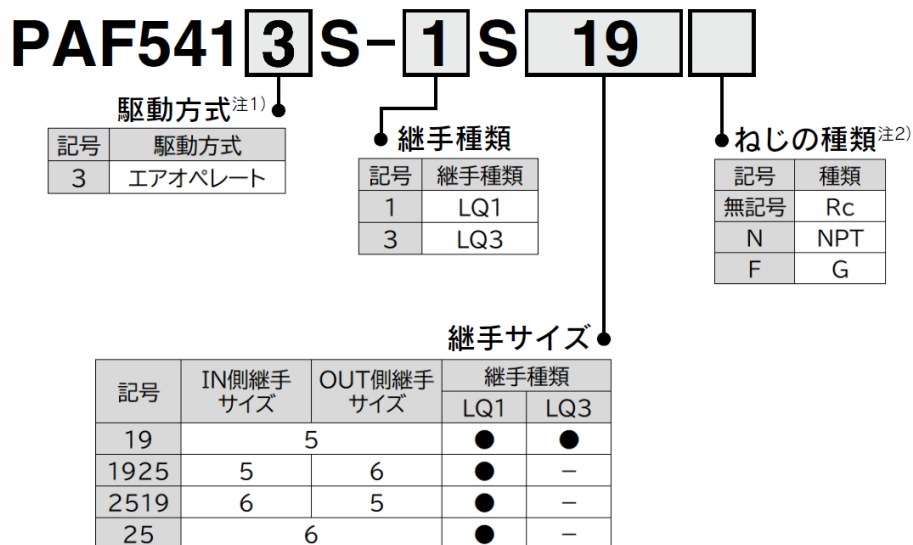 PAF5413S-1S19
駆動方式注1)
記号 駆動方式
3 エアオペレート
継手種類
記号 継手種類
1 LQ1
3 LQ3
ねじの種類注2)
記号 種類
無記号 Rc
N NPT
F G
継手サイズ
記号 IN側継手サイズ OUT側継手サイズ 継手種類
LQ1 LQ3
19 5 ● ●
1925 5 6 ● −
2519 6 5 ● −
25 6 ● −